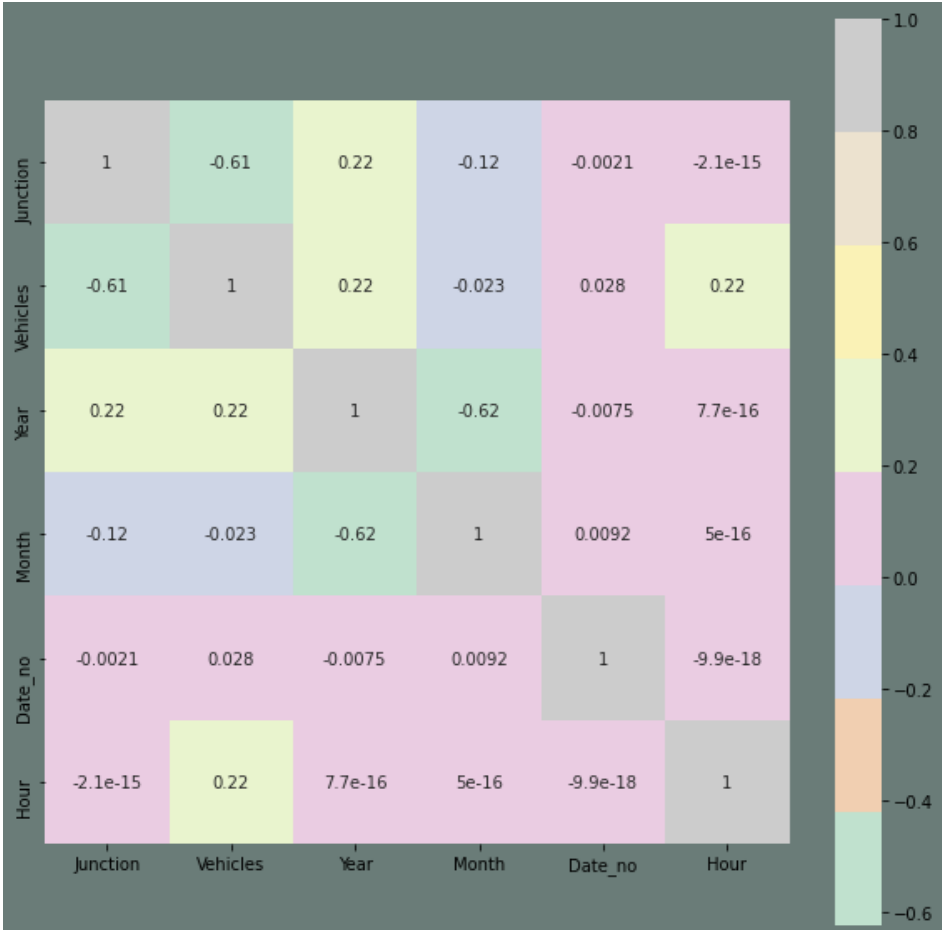 1.0
0.8
0.6
0.4
0.2
0.0
−0.2
−0.4
−0.6
Junction 1 -0.61 0.22 -0.12 -0.0021 -2.1e-15
Vehicles -0.61 1 0.22 -0.023 0.028 0.22
Year 0.22 0.22 1 -0.62 -0.0075 7.7e-16
Month -0.12 -0.023 -0.62 1 0.0092 5e-16
Date_no -0.0021 0.028 -0.0075 0.0092 1 -9.9e-18
Hour -2.1e-15 0.22 7.7e-16 5e-16 -9.9e-18 1
Junction Vehicles Year Month Date_no Hour